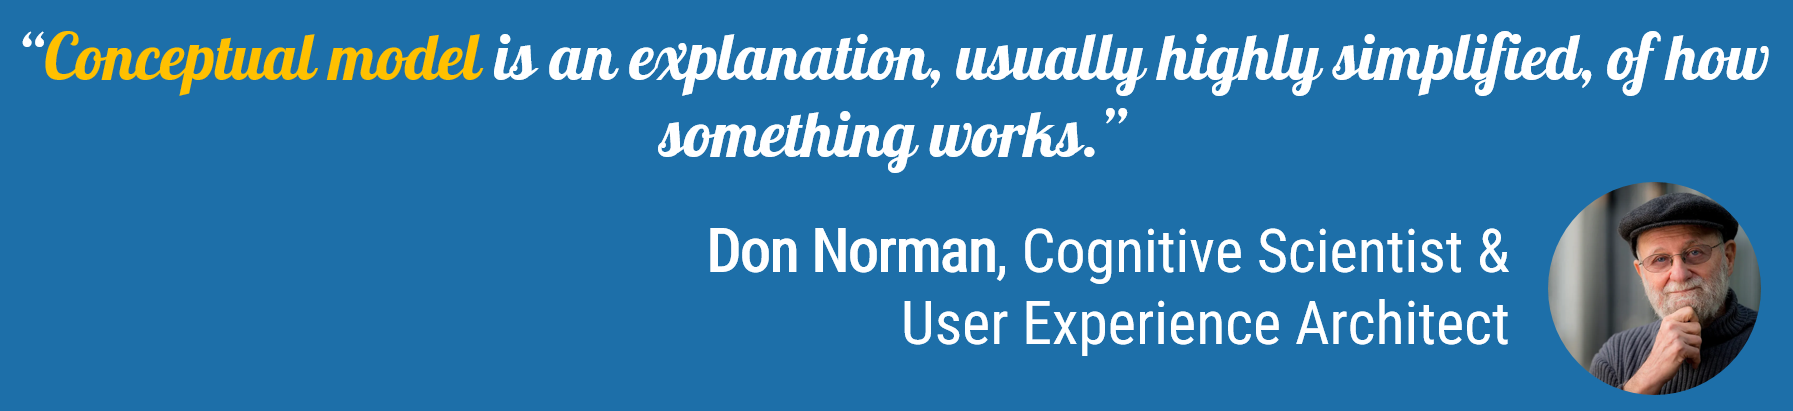 “Conceptual model is an explanation, usually highly simplified, of how
something works.”
Don Norman, Cognitive Scientist &
User Experience Architect